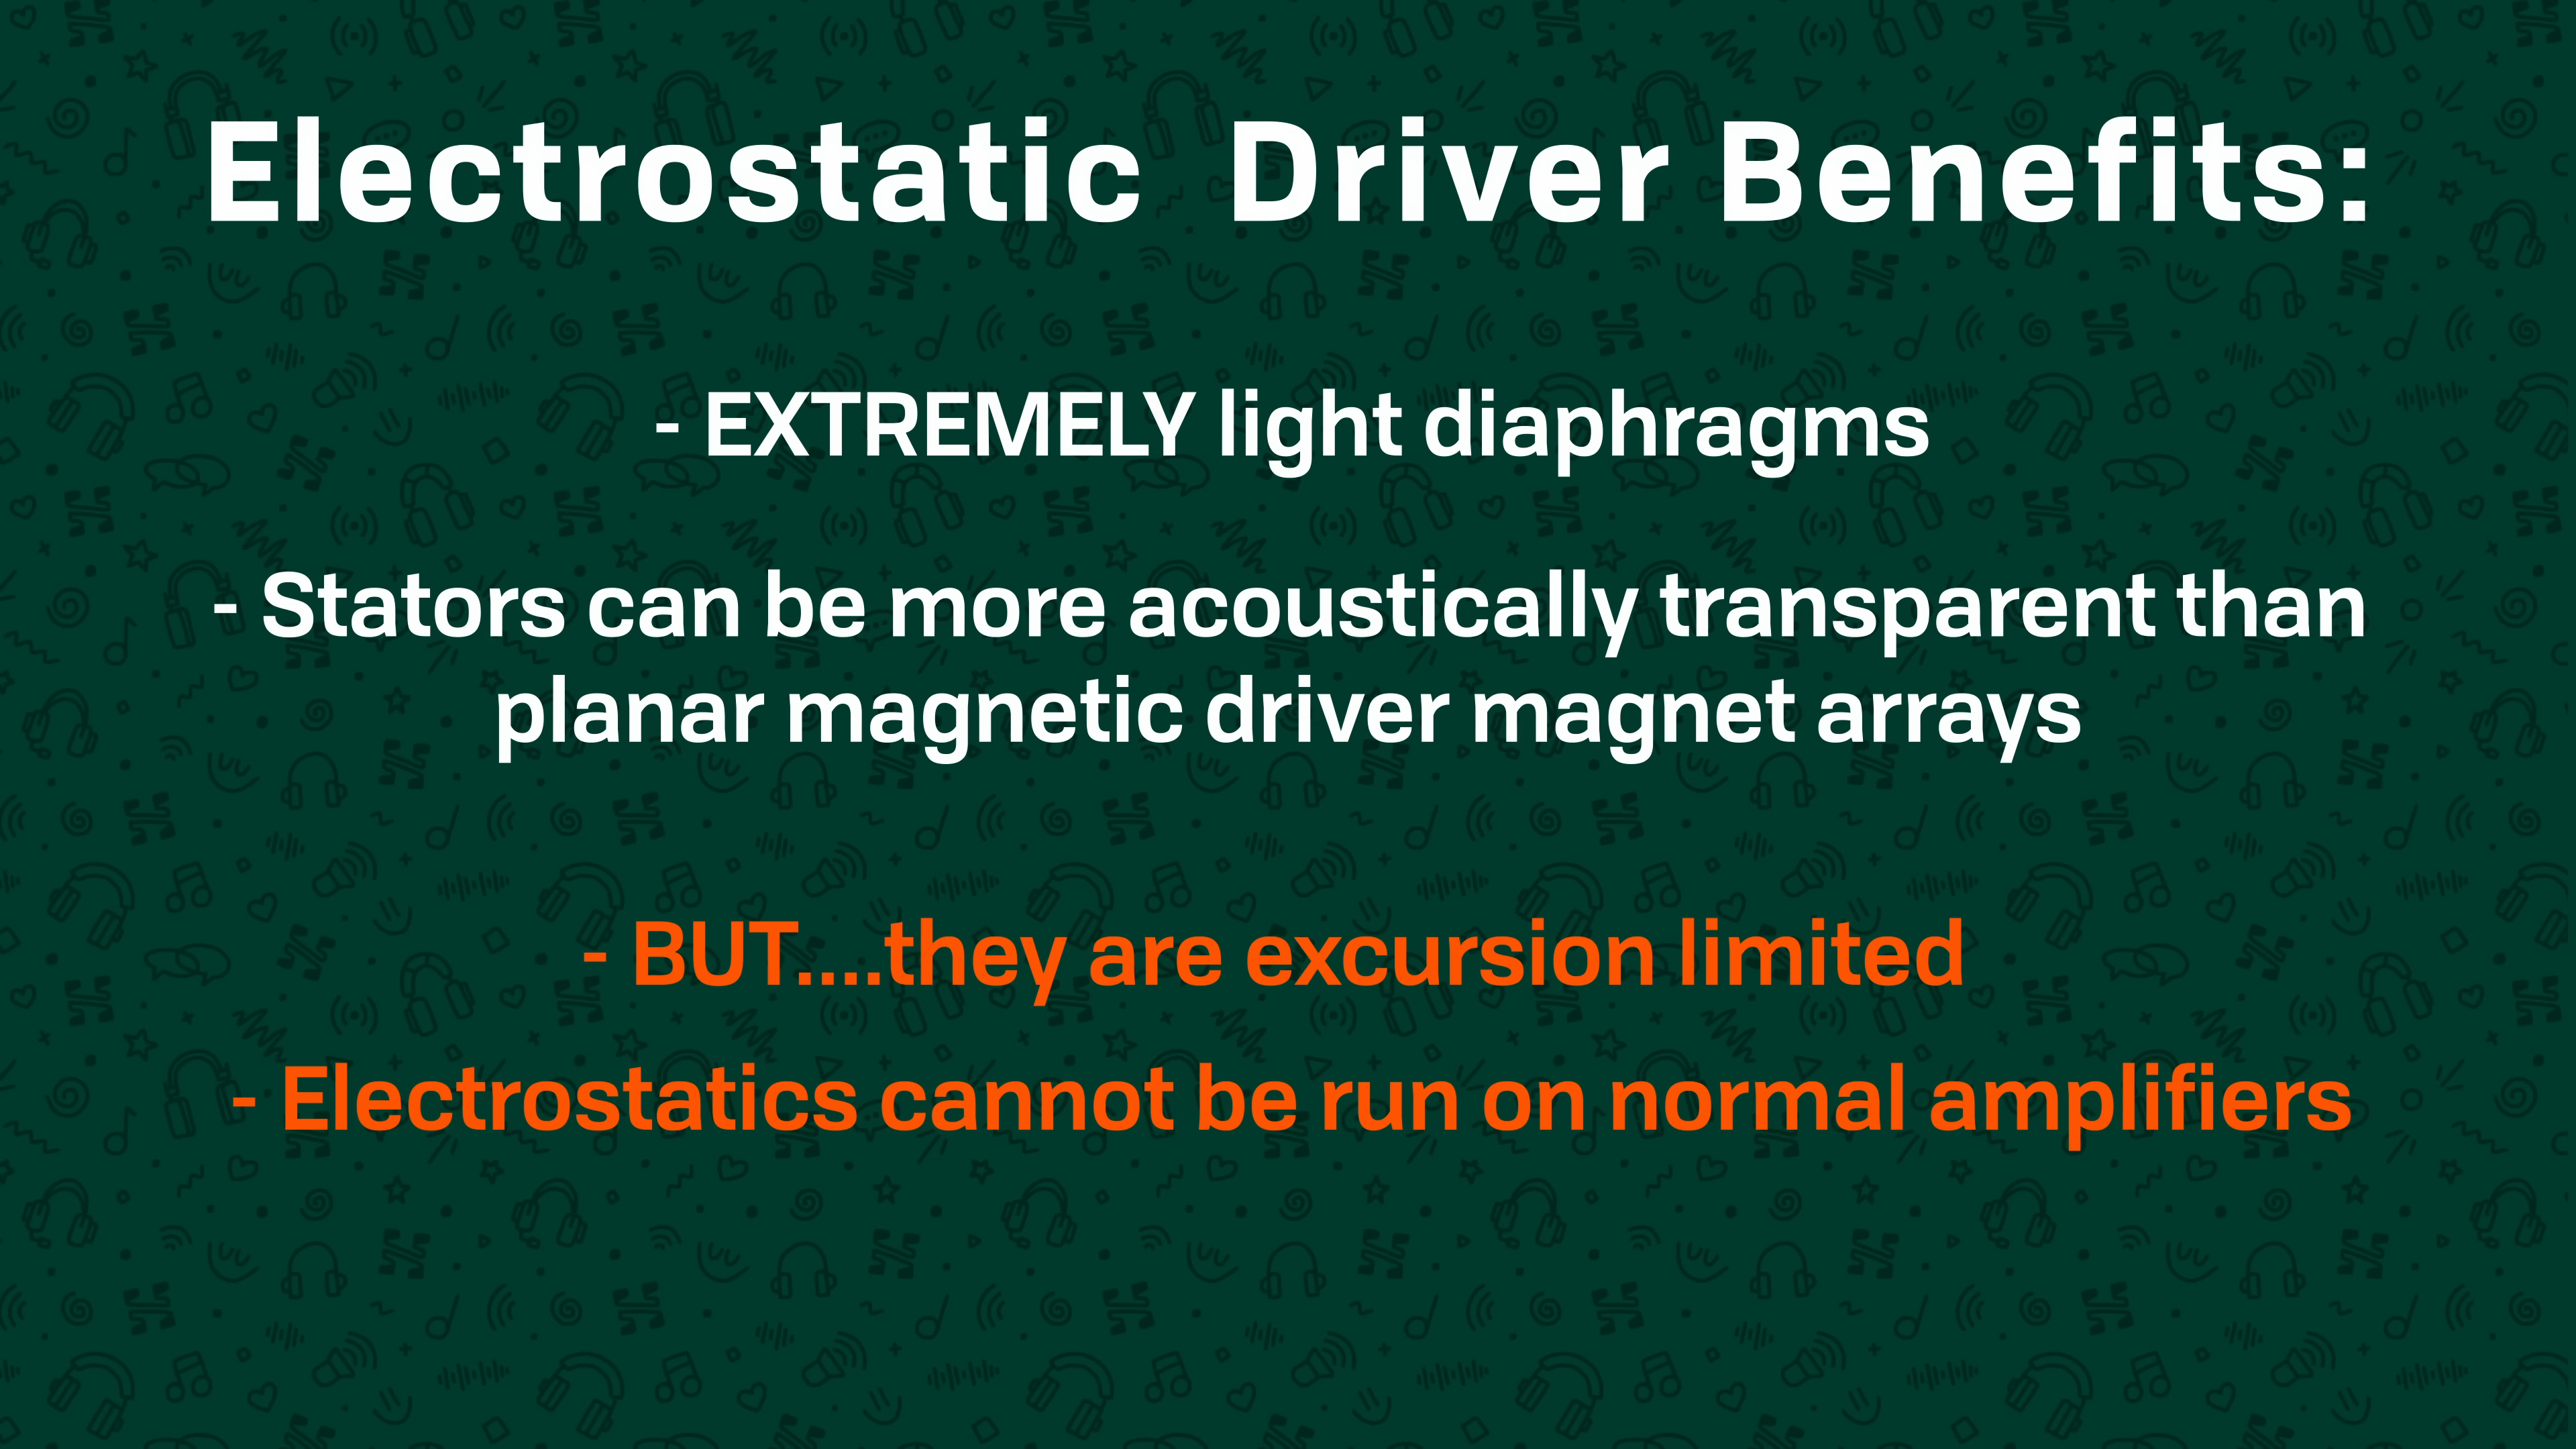 Electrostatic Driver Benefits:
- EXTREMELY light diaphragms
- Stators can be more acoustically transparent than
planar magnetic driver magnet arrays
- BUT....they are excursion limited
- Electrostatics cannot be run on normal amplifiers